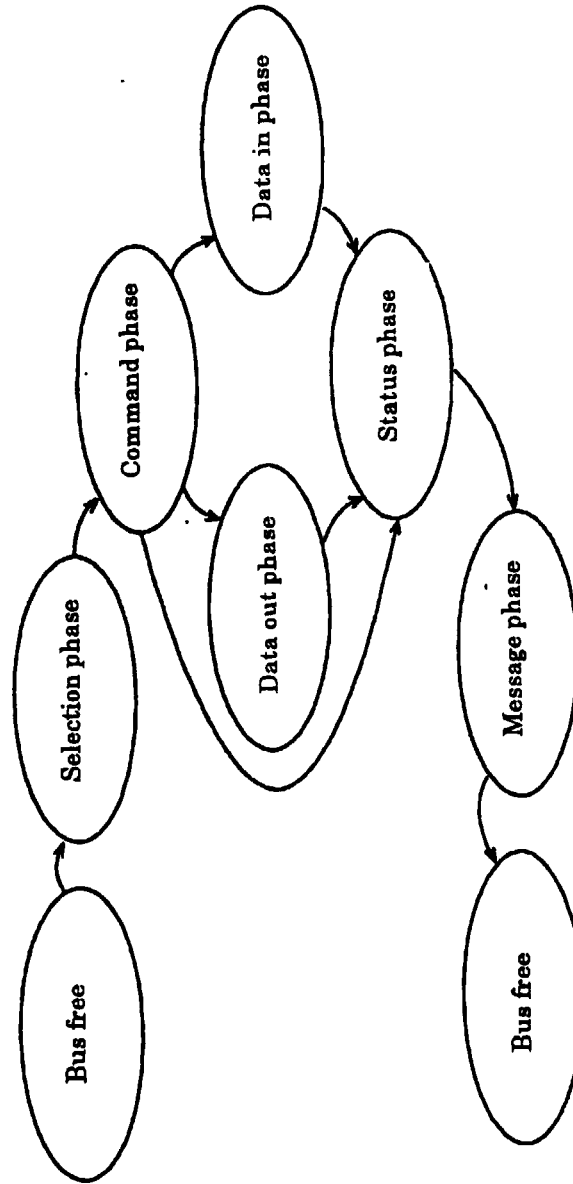 Bus free
Selection phase
Command phase
Data out phase
Data in phase
Status phase
Message phase
Bus free